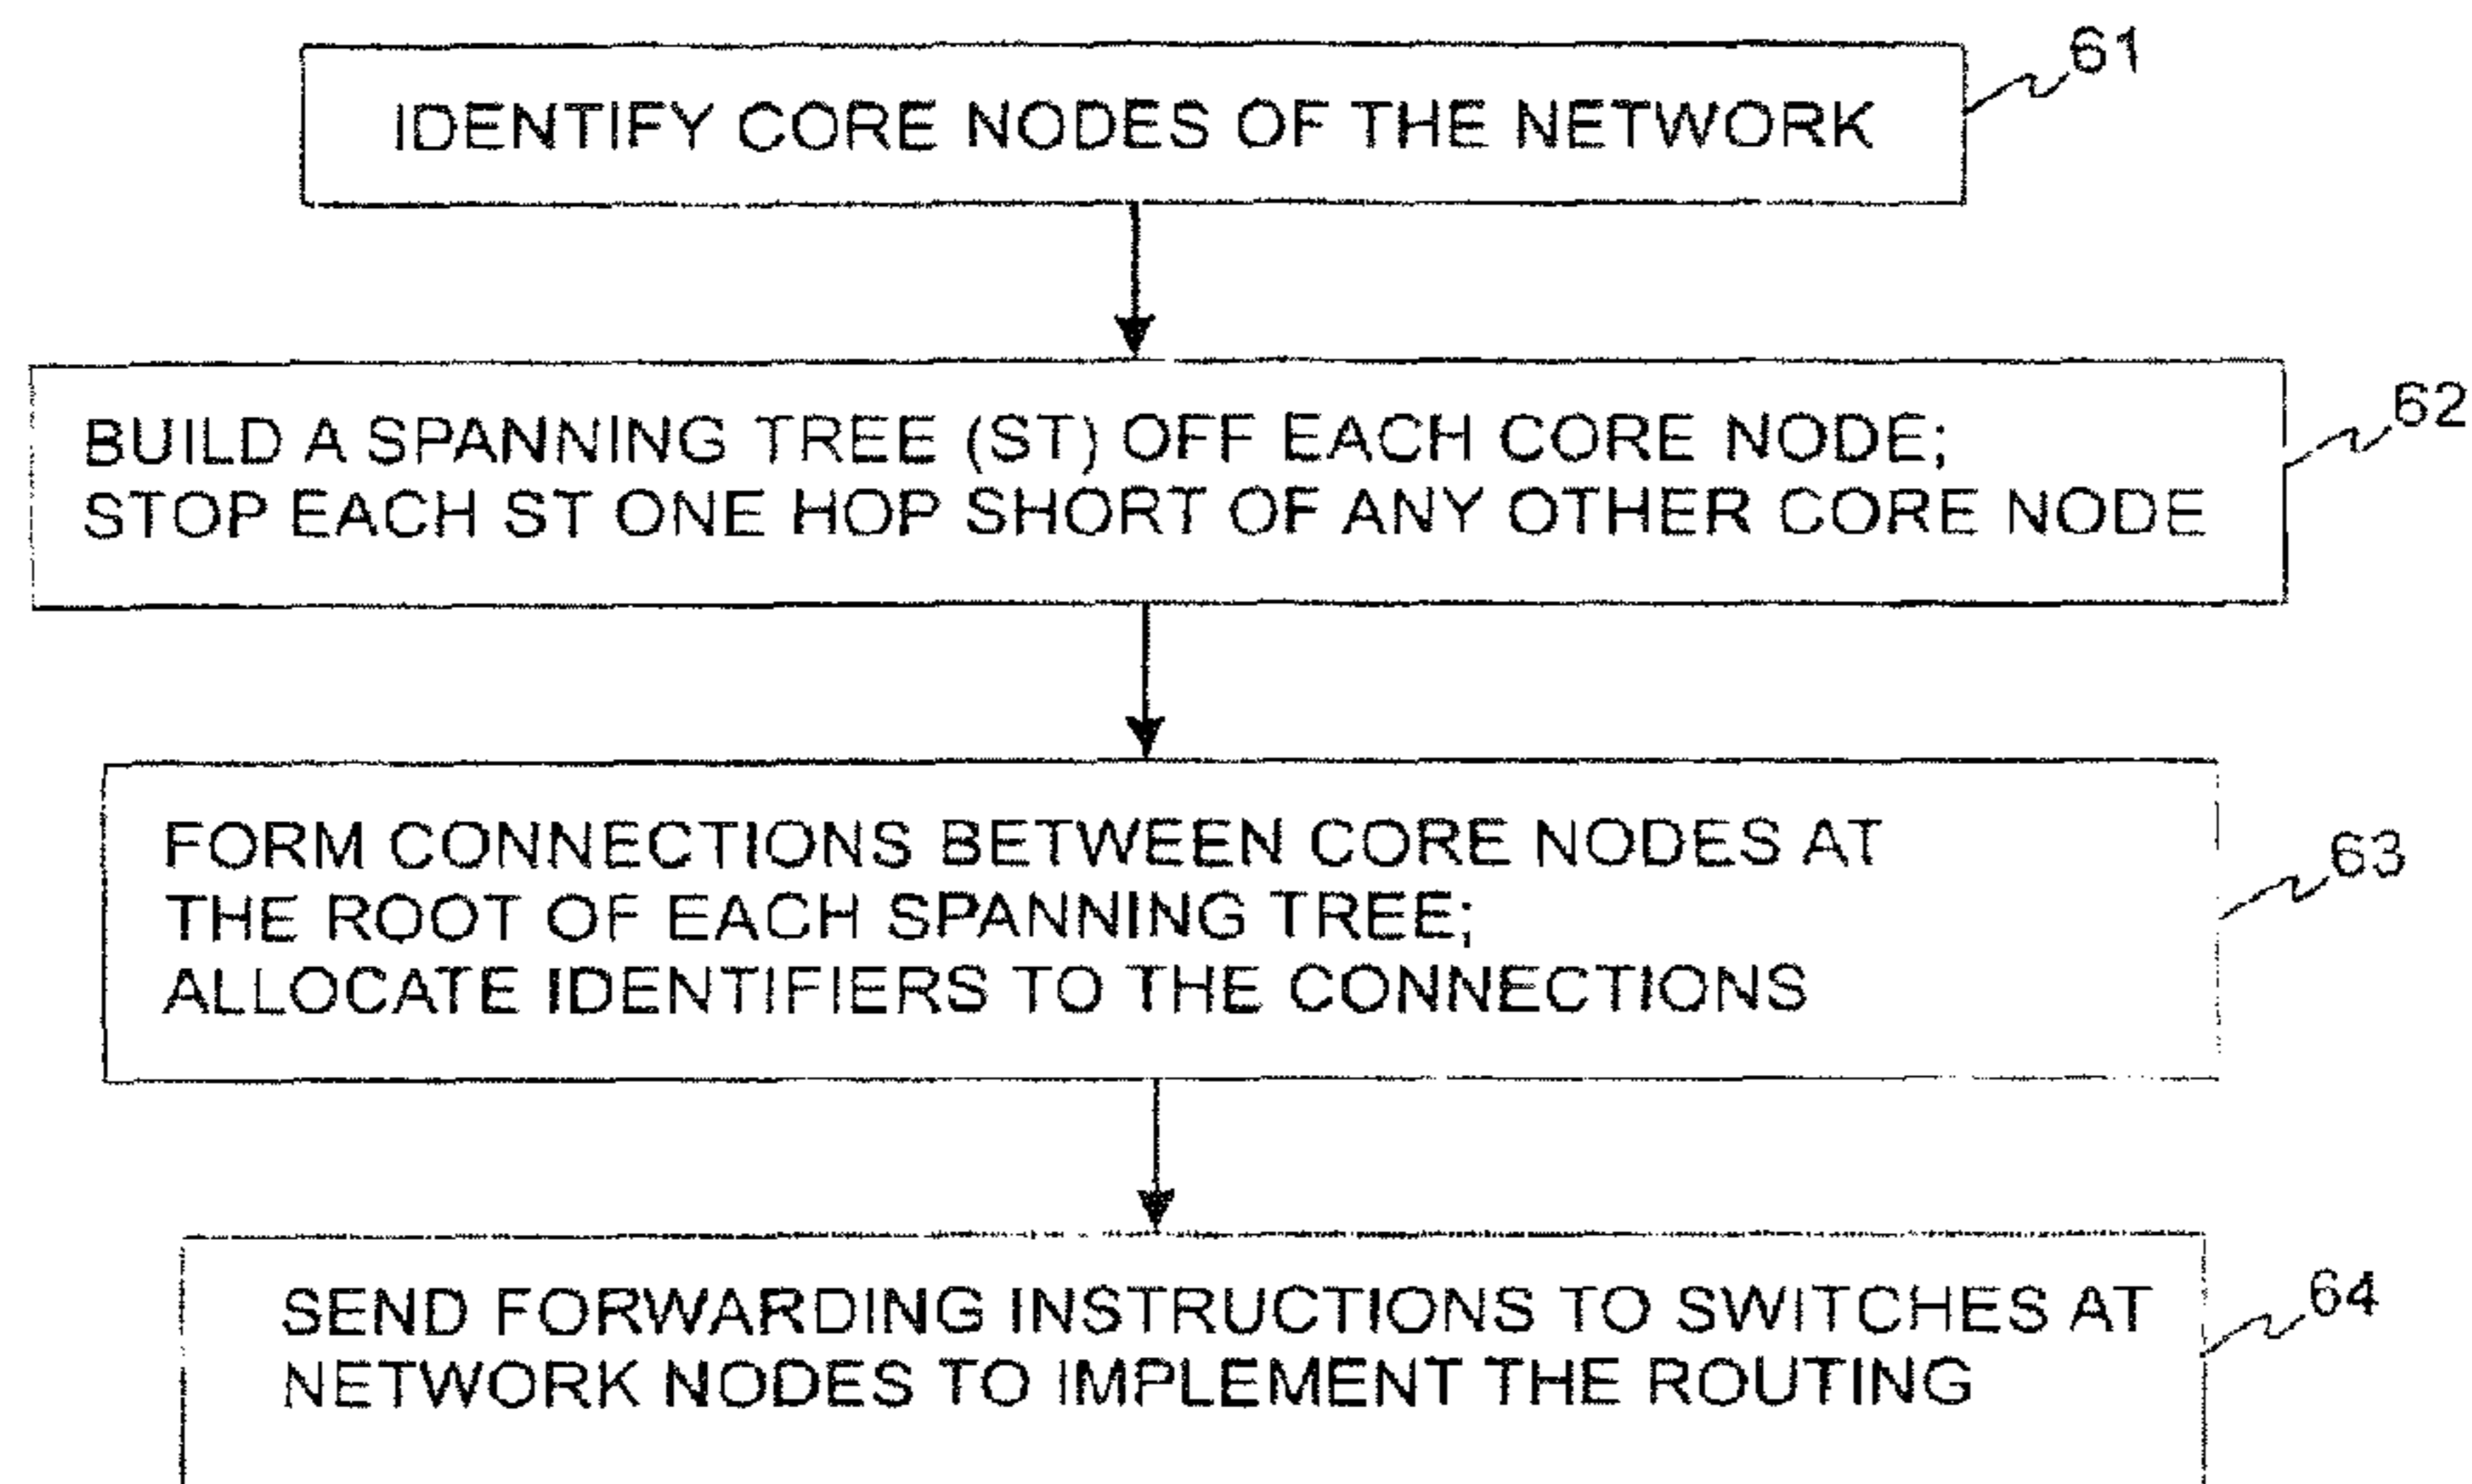 61
IDENTIFY CORE NODES OF THE NETWORK
62
BUILD A SPANNING TREE (ST) OFF EACH CORE NODE;
STOP EACH ST ONE HOP SHORT OF ANY OTHER CORE NODE
63
FORM CONNECTIONS BETWEEN CORE NODES AT
THE ROOT OF EACH SPANNING TREE;
ALLOCATE IDENTIFIERS TO THE CONNECTIONS
64
SEND FORWARDING INSTRUCTIONS TO SWITCHES AT
NETWORK NODES TO IMPLEMENT THE ROUTING